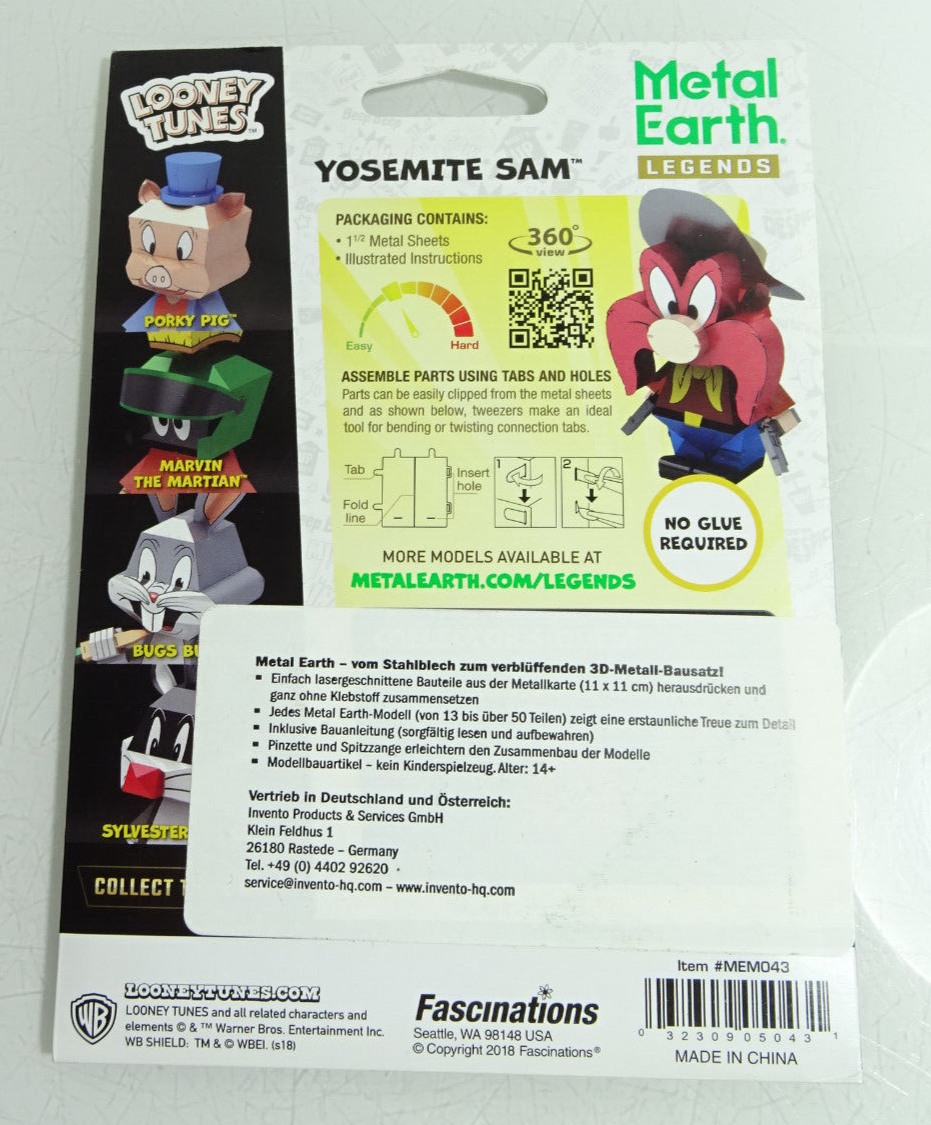 LOONEY
TUNES™
Metal
Earth.
LEGENDS
YOSEMITE SAM™
PACKAGING CONTAINS:
• 1 1/2 Metal Sheets
• Illustrated Instructions
360°
view
Easy
Hard
ASSEMBLE PARTS USING TABS AND HOLES
Parts can be easily clipped from the metal sheets
and as shown below, tweezers make an ideal
tool for bending or twisting connection tabs.
Tab
Fold
line
Insert
hole
1
2
NO GLUE
REQUIRED
MORE MODELS AVAILABLE AT
METALEARTH.COM/LEGENDS
PORKY PIG™
MARVIN
THE MARTIAN™
BUGS BU
SYLVESTER
COLLECT T
Metal Earth – vom Stahlblech zum verblüffenden 3D-Metall-Bausatz!
▪ Einfach lasergeschnittene Bauteile aus der Metallkarte (11 x 11 cm) herausdrücken und
ganz ohne Klebstoff zusammensetzen
▪ Jedes Metal Earth-Modell (von 13 bis über 50 Teilen) zeigt eine erstaunliche Treue zum Detail
▪ Inklusive Bauanleitung (sorgfältig lesen und aufbewahren)
▪ Pinzette und Spitzzange erleichtern den Zusammenbau der Modelle
▪ Modellbauartikel – kein Kinderspielzeug. Alter: 14+
Vertrieb in Deutschland und Österreich:
Invento Products & Services GmbH
Klein Feldhus 1
26180 Rastede – Germany
Tel. +49 (0) 4402 92620
service@invento-hq.com – www.invento-hq.com
WB
LOONEYTUNES.COM
LOONEY TUNES and all related characters and
elements © & ™ Warner Bros. Entertainment Inc.
WB SHIELD: TM & © WBEI. (s18)
Fascinations
Seattle, WA 98148 USA
© Copyright 2018 Fascinations®
Item #MEM043
0 32309 05043 1
MADE IN CHINA